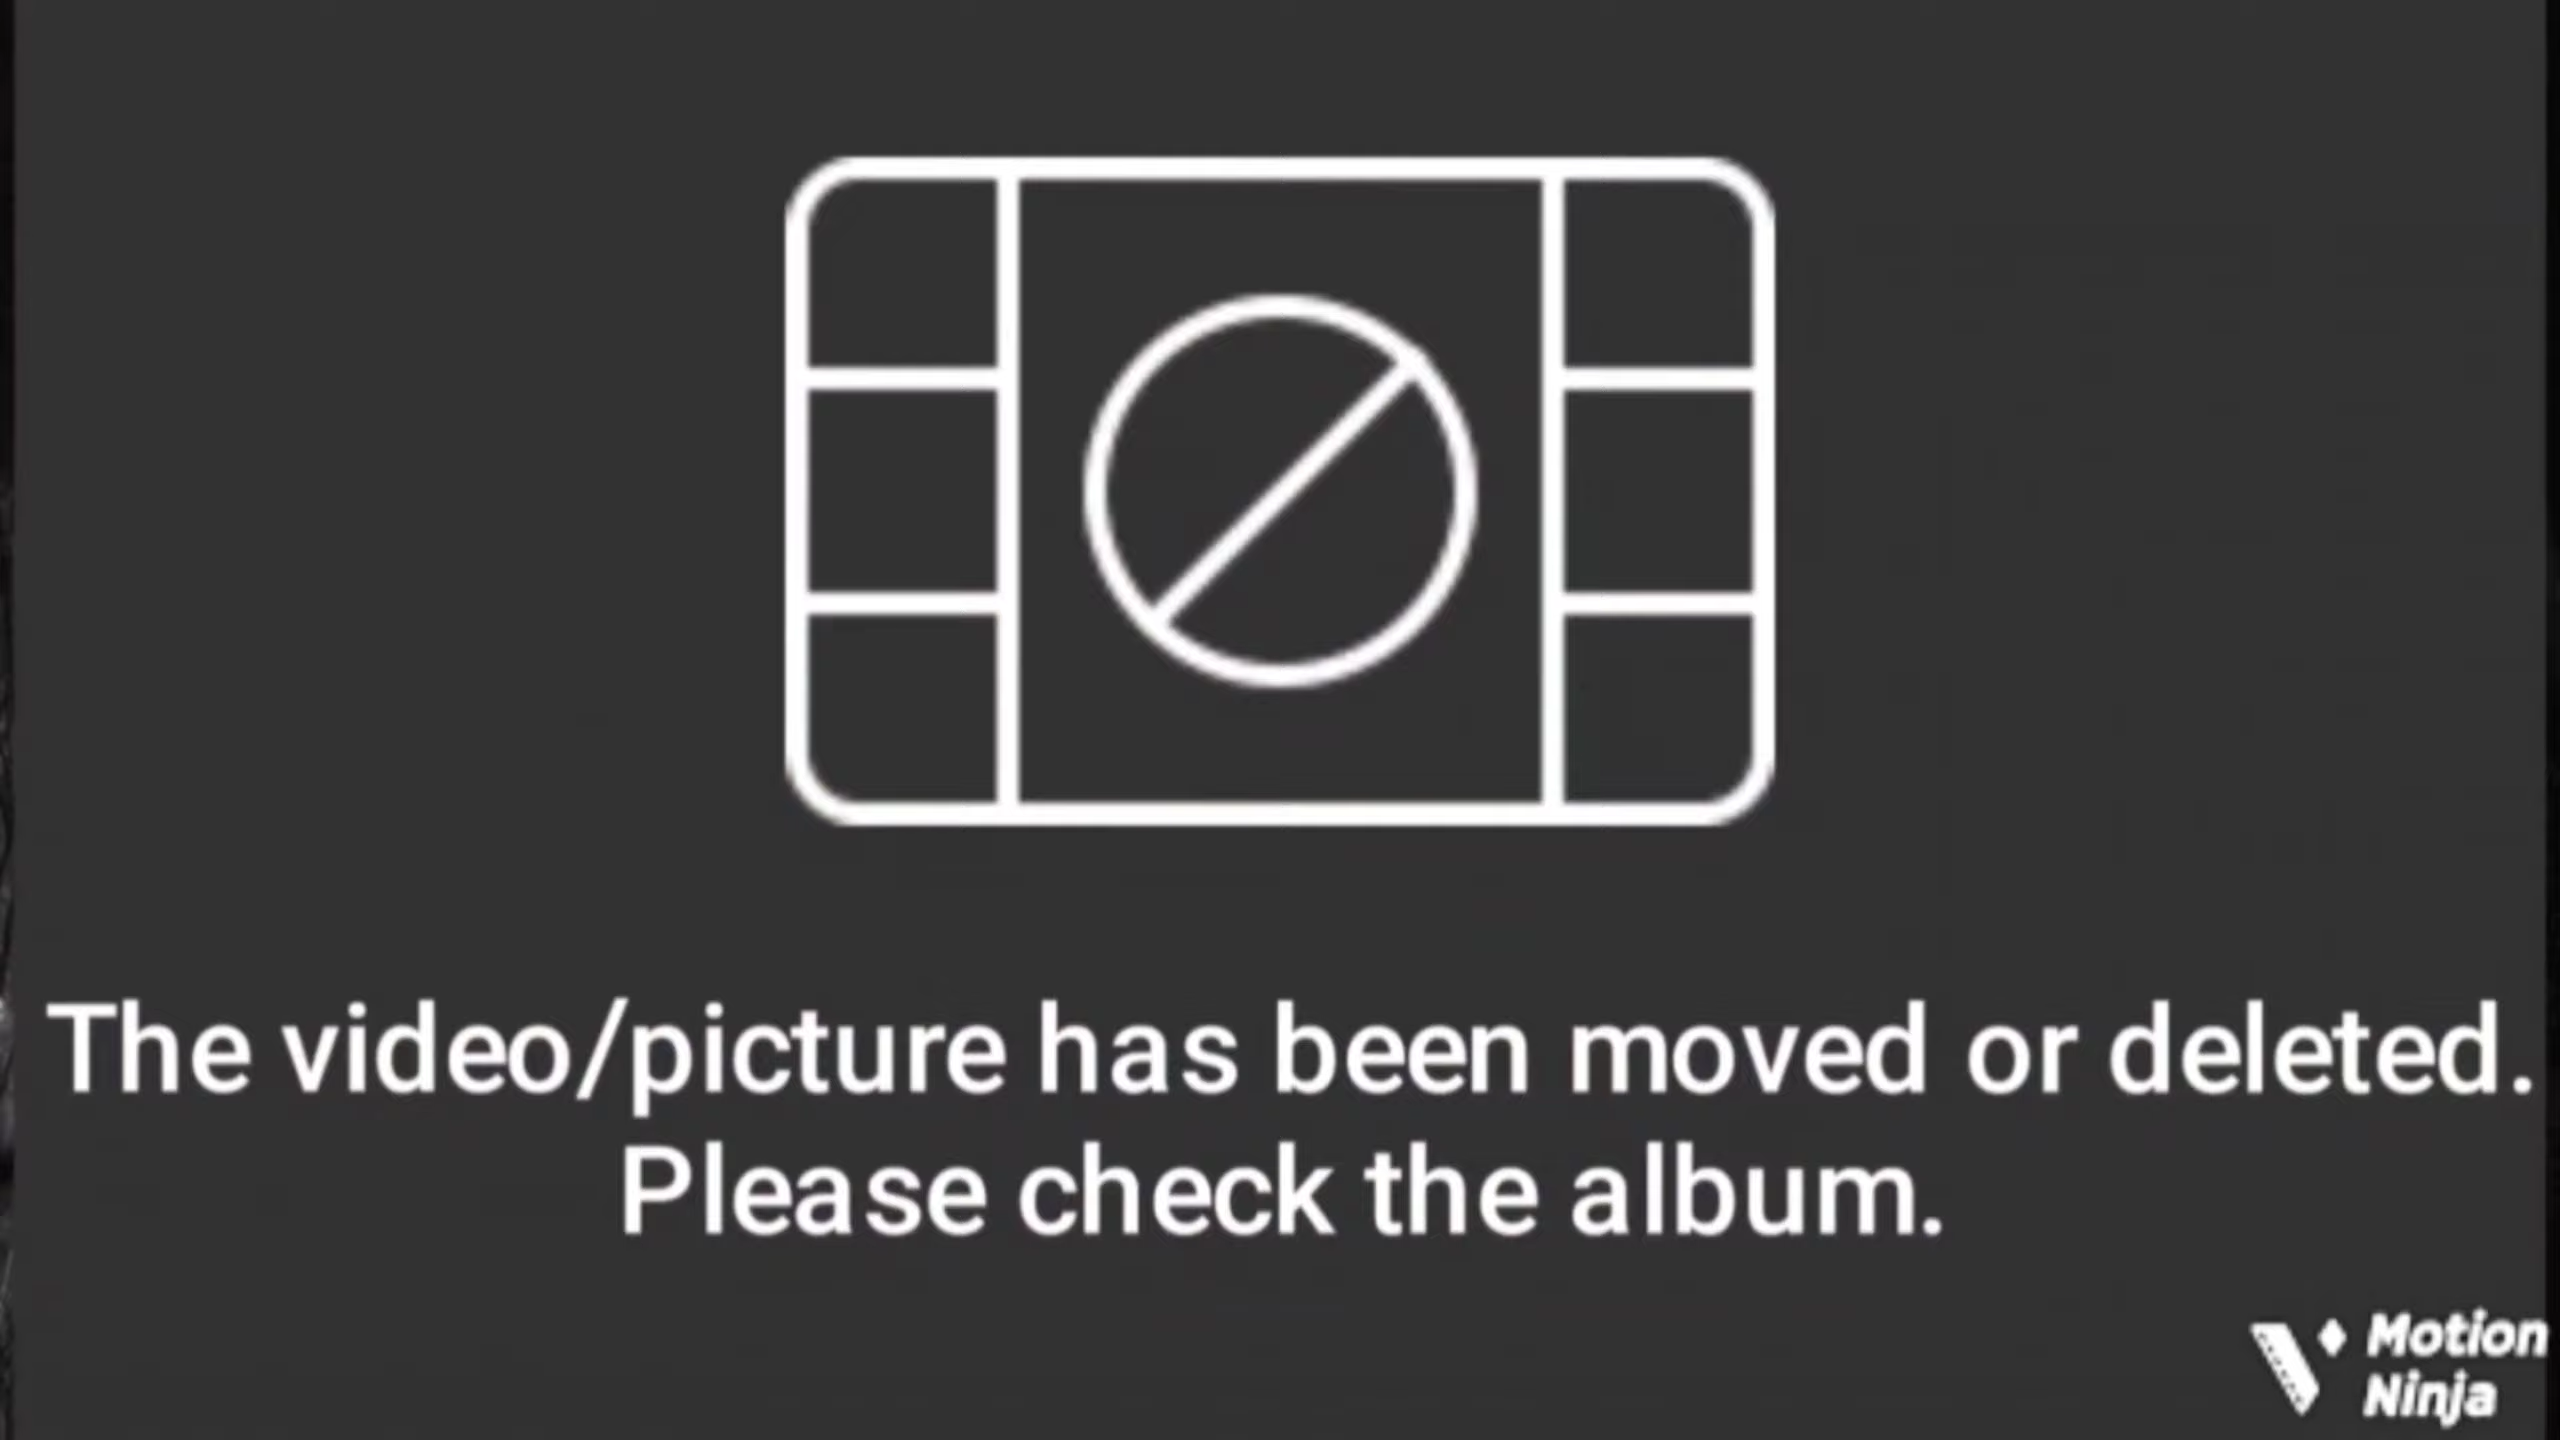 The video/picture has been moved or deleted.
Please check the album.
Motion
Ninja